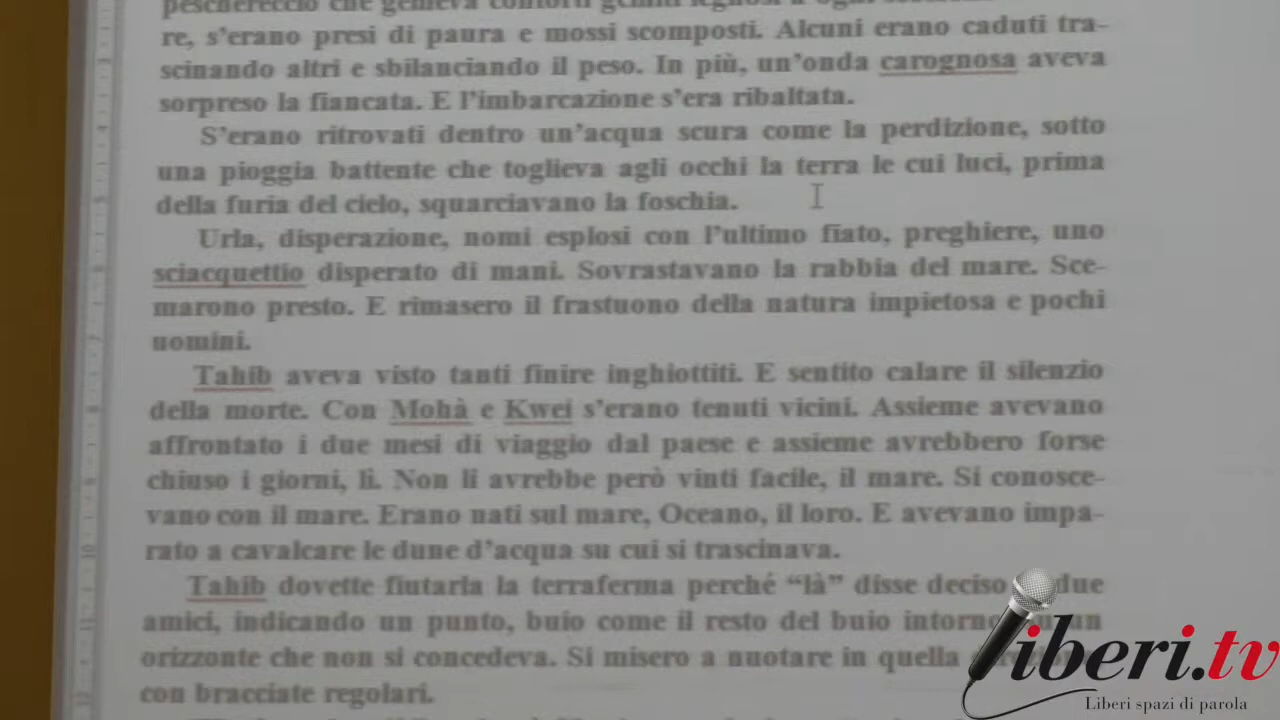 peschereccio che gemeva contorti gemiti legnosi a ogni
re, s’erano presi di paura e mossi scomposti. Alcuni erano caduti tra-
scinando altri e sbilanciando il peso. In più, un’onda carognosa aveva
sorpreso la fiancata. E l’imbarcazione s’era ribaltata.
S’erano ritrovati dentro un’acqua scura come la perdizione, sotto
una pioggia battente che toglieva agli occhi la terra le cui luci, prima
della furia del cielo, squarciavano la foschia.
Urla, disperazione, nomi esplosi con l’ultimo fiato, preghiere, uno
sciacquettio disperato di mani. Sovrastavano la rabbia del mare. Sce-
marono presto. E rimasero il frastuono della natura impietosa e pochi
uomini.
Tahib aveva visto tanti finire inghiottiti. E sentito calare il silenzio
della morte. Con Mohà e Kwei s’erano tenuti vicini. Assieme avevano
affrontato i due mesi di viaggio dal paese e assieme avrebbero forse
chiuso i giorni, lì. Non li avrebbe però vinti facile, il mare. Si conosce-
vano con il mare. Erano nati sul mare, Oceano, il loro. E avevano impa-
rato a cavalcare le dune d’acqua su cui si trascinava.
Tahib dovette fiutarla la terraferma perché “là” disse deciso due
amici, indicando un punto, buio come il resto del buio intorno un
orizzonte che non si concedeva. Si misero a nuotare in quella
con bracciate regolari.
liberi.tv
Liberi spazi di parola